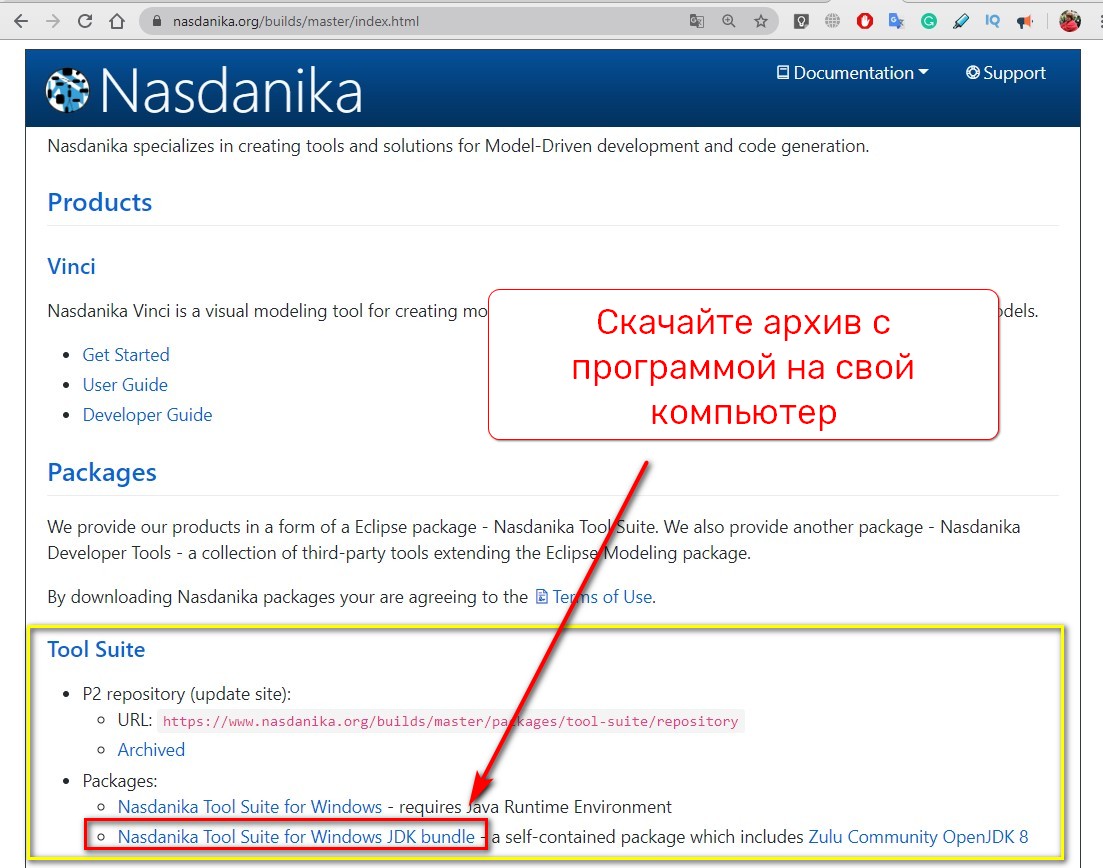 nasdanika.org/builds/master/index.html
Nasdanika
Documentation
Support
Nasdanika specializes in creating tools and solutions for Model-Driven development and code generation.
Products
Vinci
Nasdanika Vinci is a visual modeling tool for creating
Скачайте архив с
программой на свой
компьютер
Get Started
User Guide
Developer Guide
Packages
We provide our products in a form of a Eclipse package - Nasdanika Tool Suite. We also provide another package - Nasdanika
Developer Tools - a collection of third-party tools extending the Eclipse Modeling package.
By downloading Nasdanika packages your are agreeing to the Terms of Use.
Tool Suite
P2 repository (update site):
URL: https://www.nasdanika.org/builds/master/packages/tool-suite/repository
Archived
Packages:
Nasdanika Tool Suite for Windows - requires Java Runtime Environment
Nasdanika Tool Suite for Windows JDK bundle - a self-contained package which includes Zulu Community OpenJDK 8